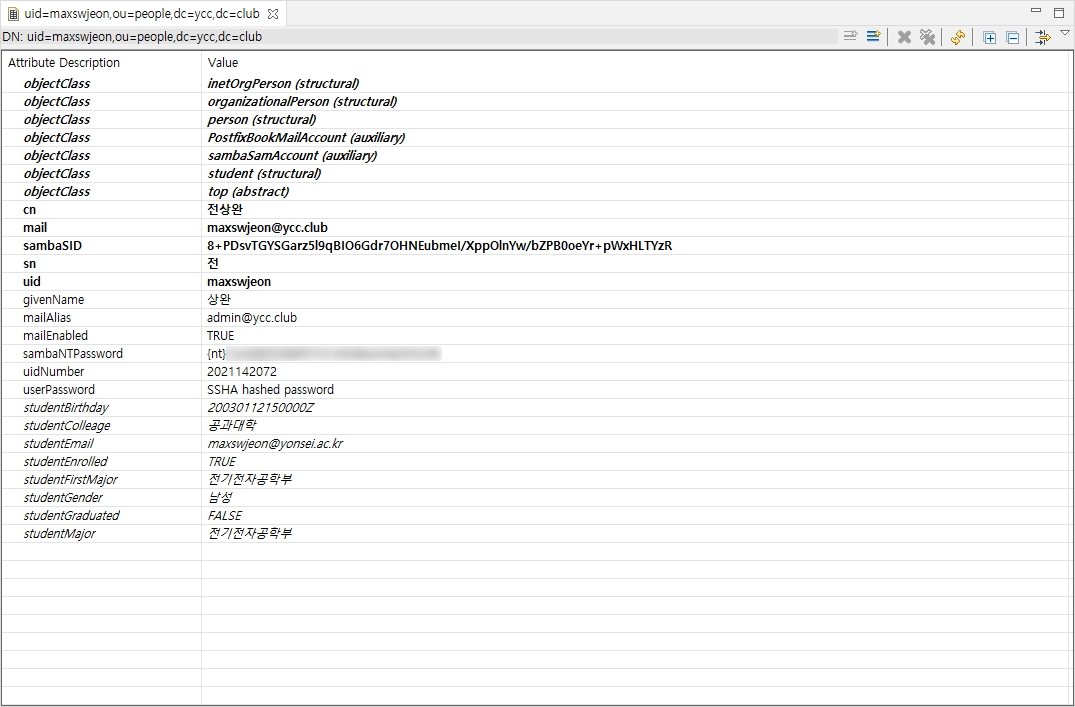 uid=maxswjeon,ou=people,dc=ycc,dc=club
DN: uid=maxswjeon,ou=people,dc=ycc,dc=club
Attribute Description Value
objectClass inetOrgPerson (structural)
objectClass organizationalPerson (structural)
objectClass person (structural)
objectClass PostfixBookMailAccount (auxiliary)
objectClass sambaSamAccount (auxiliary)
objectClass student (structural)
objectClass top (abstract)
cn 전상완
mail maxswjeon@ycc.club
sambaSID 8+PDsvTGYSGarz5l9qBIO6Gdr7OHNEubmeI/XppOlnYw/bZPB0oeYr+pWxHLTYzR
sn 전
uid maxswjeon
givenName 상완
mailAlias admin@ycc.club
mailEnabled TRUE
sambaNTPassword {nt}
uidNumber 2021142072
userPassword SSHA hashed password
studentBirthday 20030112150000Z
studentColleage 공과대학
studentEmail maxswjeon@yonsei.ac.kr
studentEnrolled TRUE
studentFirstMajor 전기전자공학부
studentGender 남성
studentGraduated FALSE
studentMajor 전기전자공학부